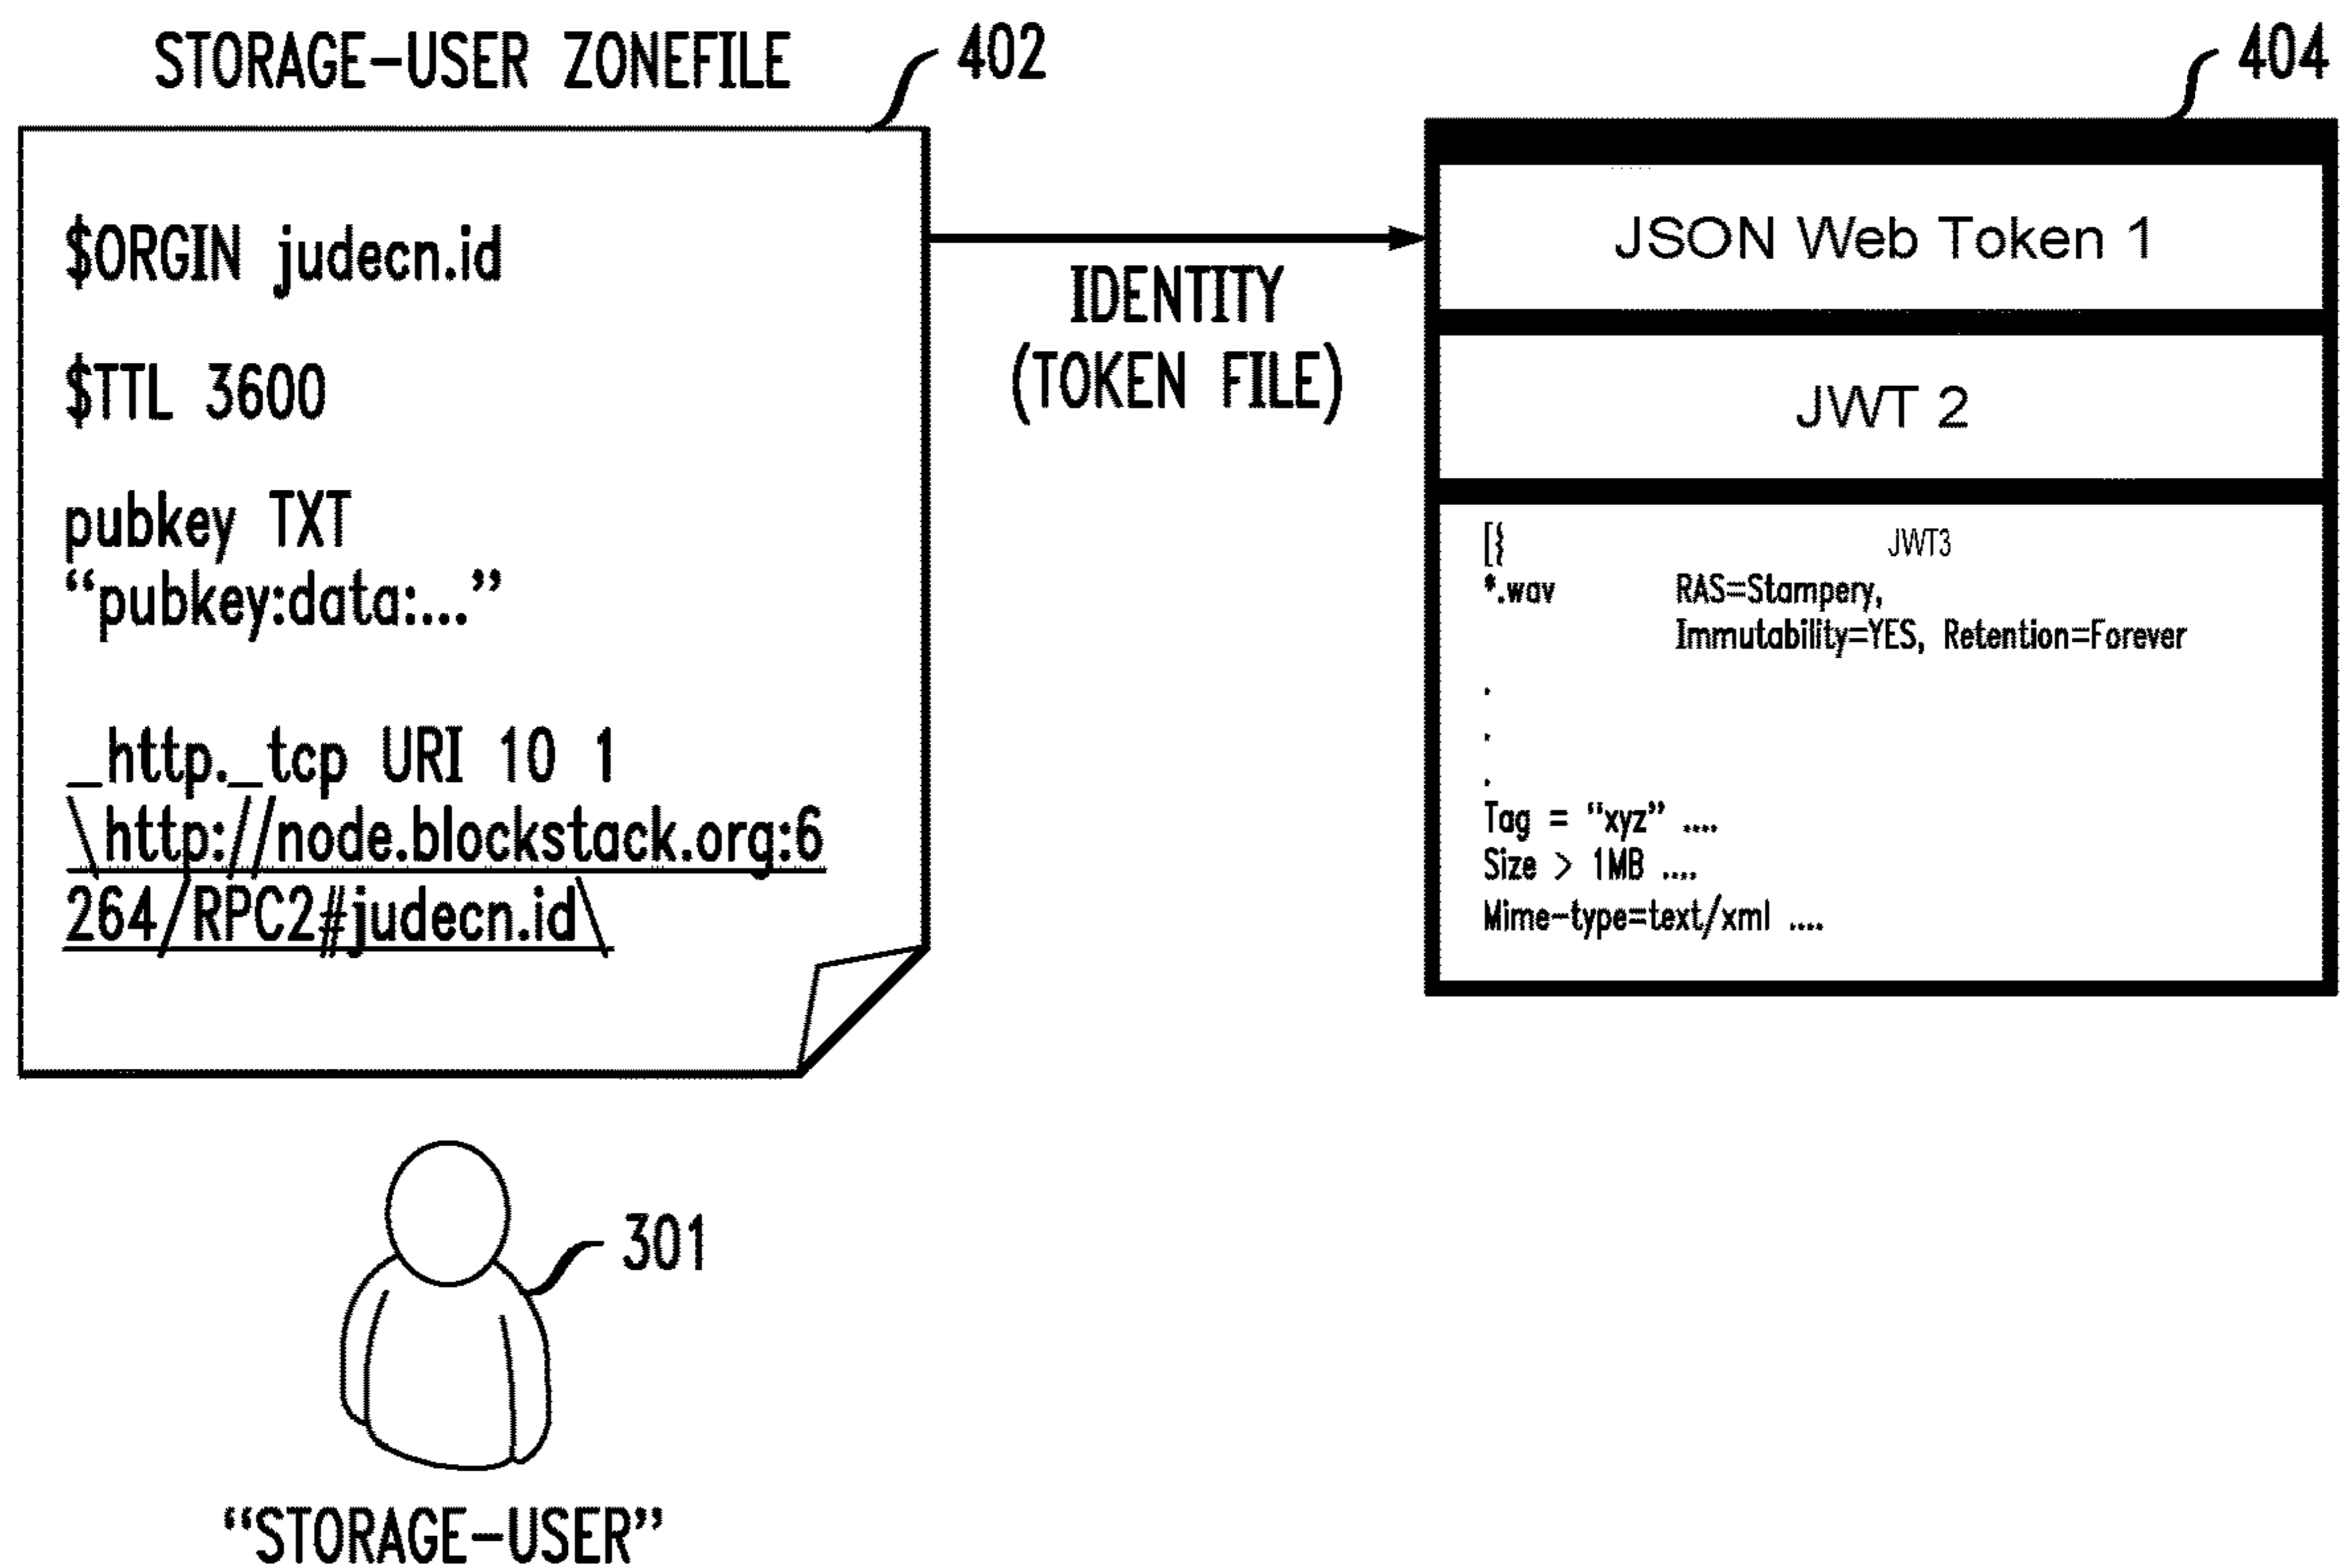 STORAGE-USER ZONEFILE
402
$ORGIN judecn.id
$TTL 3600
pubkey TXT
“pubkey:data:...”
_http._tcp URI 10 1
\http://node.blockstack.org:6
264/RPC2#judecn.id\
IDENTITY
(TOKEN FILE)
404
JSON Web Token 1
JWT 2
[{ JWT3
*.wav RAS=Stampery,
Immutability=YES, Retention=Forever
.
.
.
Tag = “xyz” ....
Size > 1MB ....
Mime-type=text/xml ....
301
“STORAGE-USER”